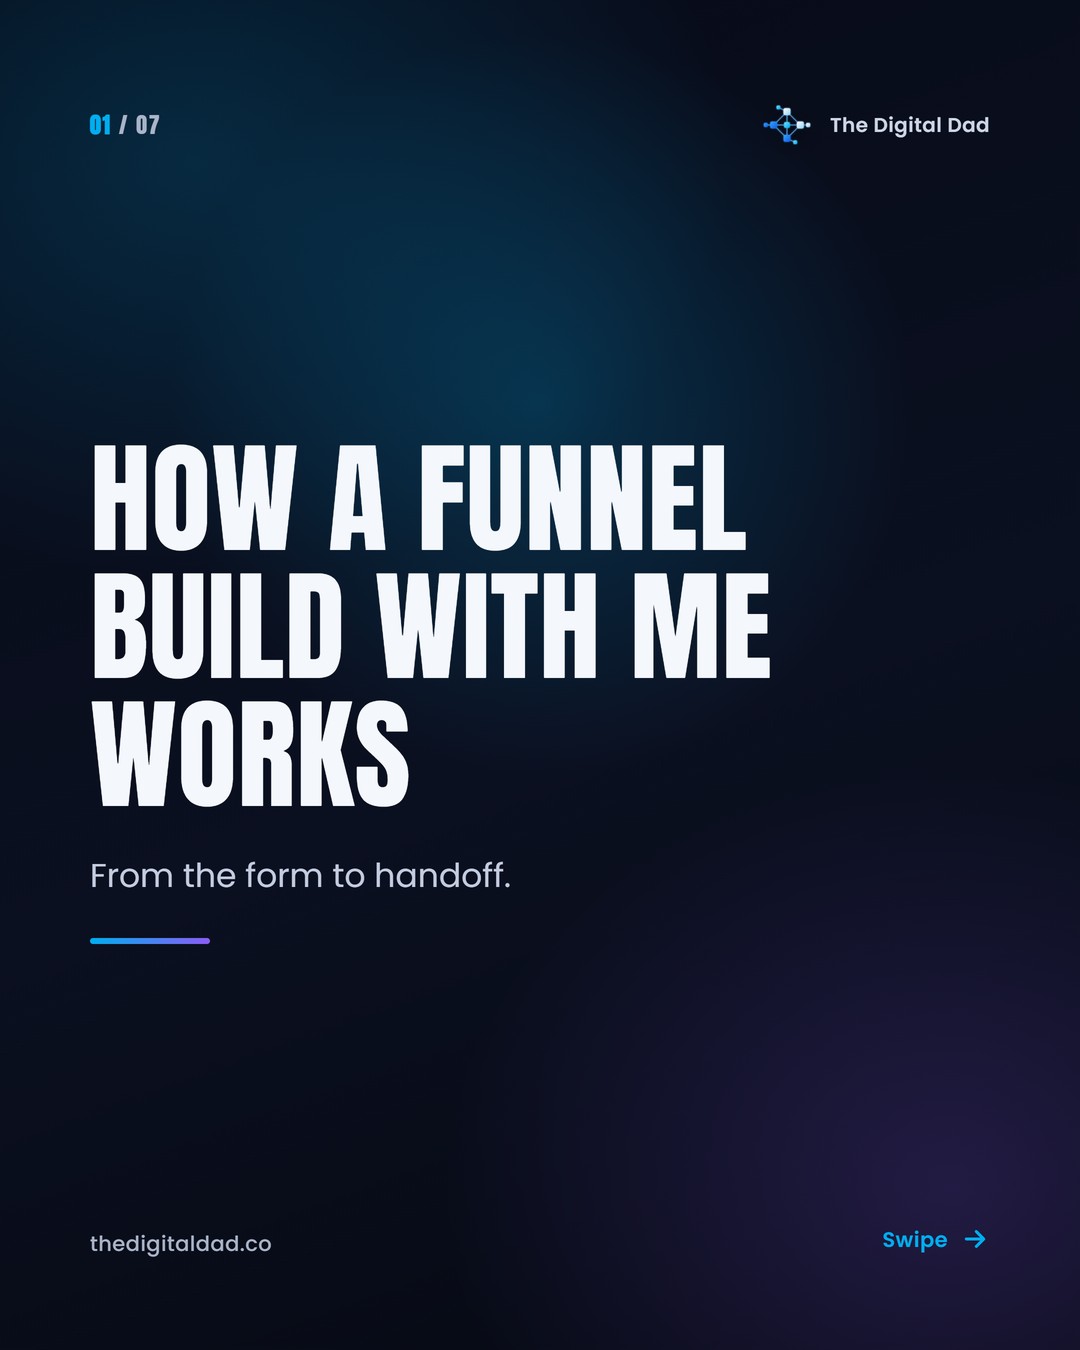 01 / 07
The Digital Dad
HOW A FUNNEL
BUILD WITH ME
WORKS
From the form to handoff.
thedigitaldad.co
Swipe →